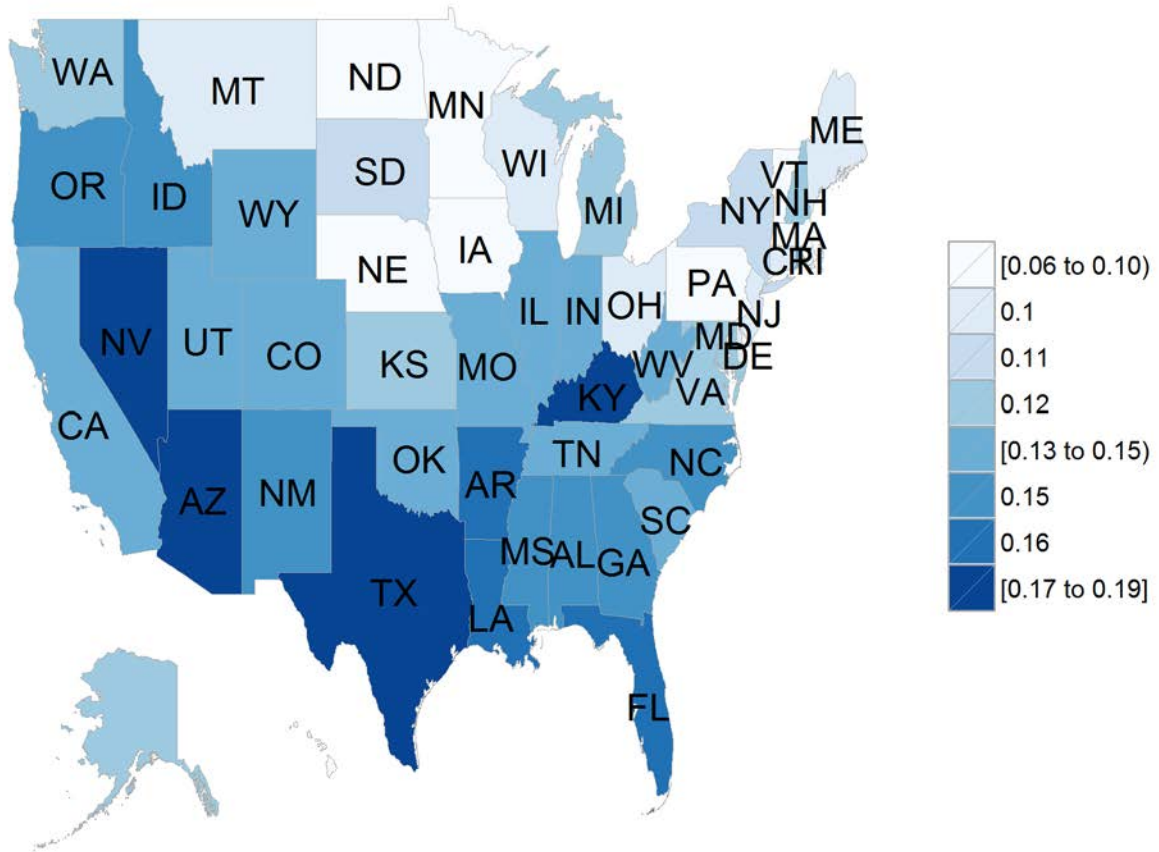 WA
MT
ND
MN
ME
OR
ID
WY
SD
WI
MI
VT
NH
NY
MA
CT
RI
NV
UT
CO
NE
IA
IL
IN
OH
PA
NJ
MD
DE
CA
KS
MO
KY
WV
VA
AZ
NM
OK
AR
TN
NC
SC
TX
LA
MS
AL
GA
FL
[0.06 to 0.10)
0.1
0.11
0.12
[0.13 to 0.15)
0.15
0.16
[0.17 to 0.19]